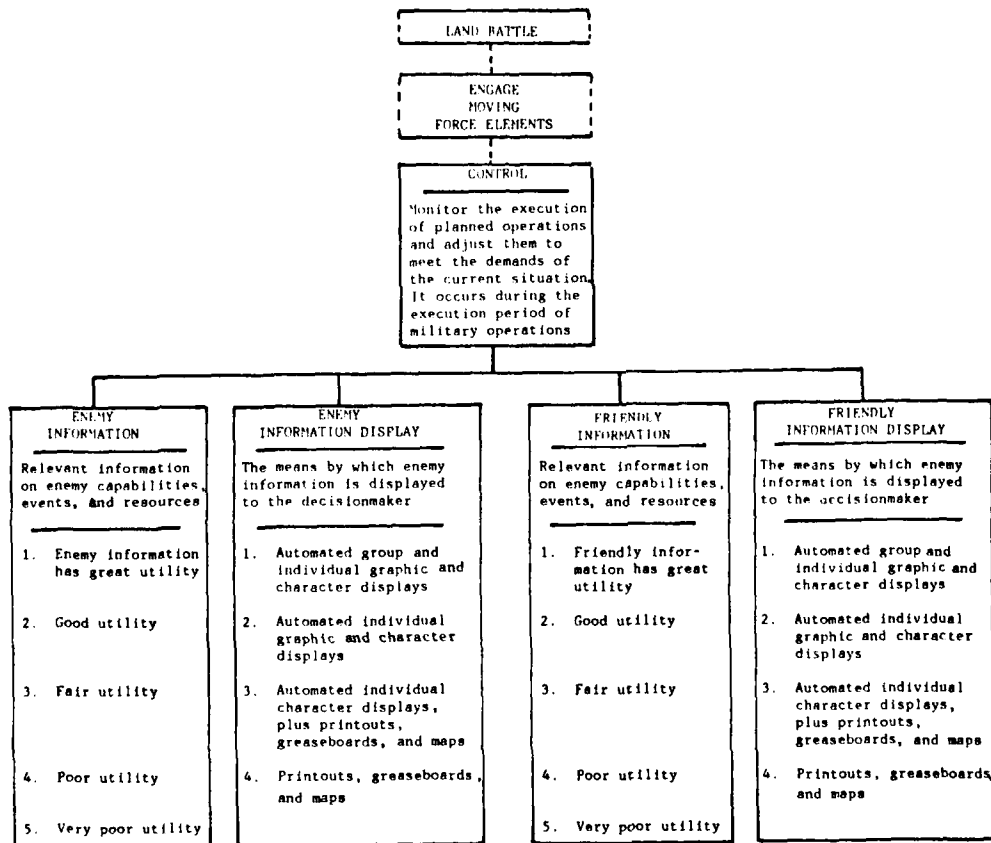 LAND BATTLE
ENGAGE
MOVING
FORCE ELEMENTS
CONTROL
Monitor the execution
of planned operations
and adjust them to
meet the demands of
the current situation.
It occurs during the
execution period of
military operations
ENEMY
INFORMATION
Relevant information
on enemy capabilities,
events, and resources
1. Enemy information
has great utility
2. Good utility
3. Fair utility
4. Poor utility
5. Very poor utility
ENEMY
INFORMATION DISPLAY
The means by which enemy
information is displayed
to the decisionmaker
1. Automated group and
individual graphic and
character displays
2. Automated individual
graphic and character
displays
3. Automated individual
character displays,
plus printouts,
greaseboards, and maps
4. Printouts, greaseboards,
and maps
FRIENDLY
INFORMATION
Relevant information
on enemy capabilities,
events, and resources
1. Friendly infor-
mation has great
utility
2. Good utility
3. Fair utility
4. Poor utility
5. Very poor utility
FRIENDLY
INFORMATION DISPLAY
The means by which enemy
information is displayed
to the decisionmaker
1. Automated group and
individual graphic and
character displays
2. Automated individual
graphic and character
displays
3. Automated individual
character displays,
plus printouts,
greaseboards, and maps
4. Printouts, greaseboards,
and maps